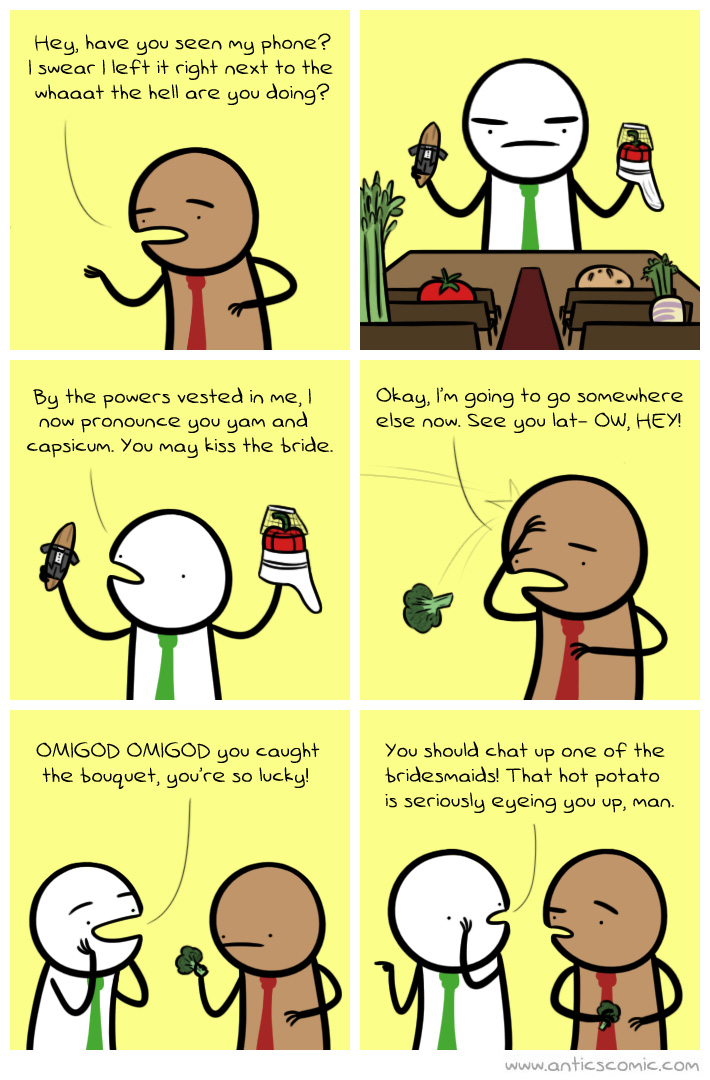 Hey, have you seen my phone?
I swear I left it right next to the
whaaat the hell are you doing?
By the powers vested in me, I
now pronounce you yam and
capsicum. You may kiss the bride.
Okay, I'm going to go somewhere
else now. See you lat- OW, HEY!
OMIGOD OMIGOD you caught
the bouquet, you're so lucky!
You should chat up one of the
bridesmaids! That hot potato
is seriously eyeing you up, man.
www.anticscomic.com